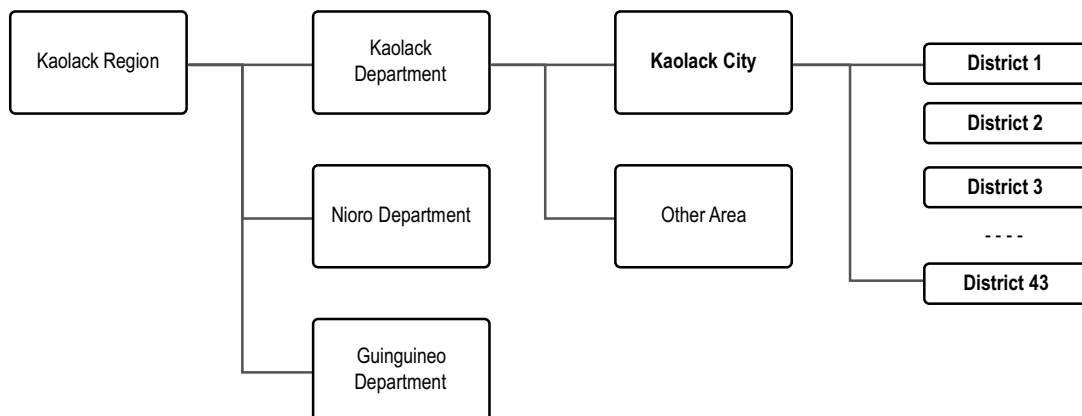 Kaolack Region
Kaolack
Department
Kaolack City
District 1
District 2
District 3
- - - -
District 43
Nioro Department
Other Area
Guinguineo
Department